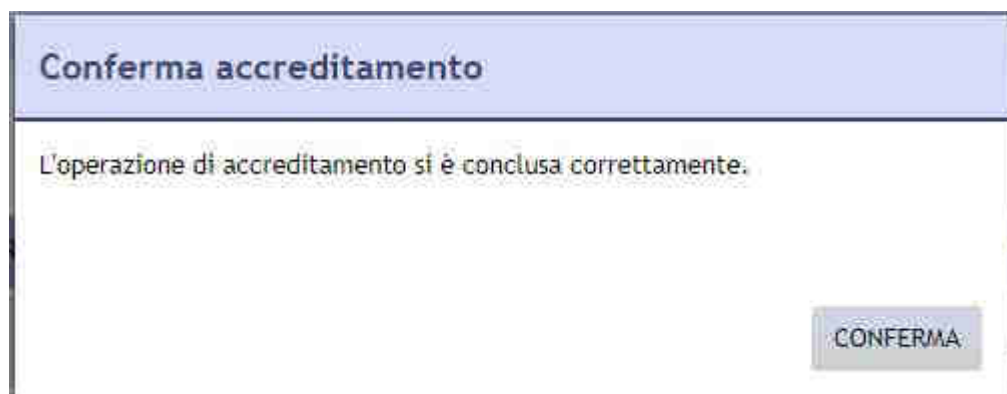 Conferma accreditamento
L'operazione di accreditamento si è conclusa correttamente.
CONFERMA